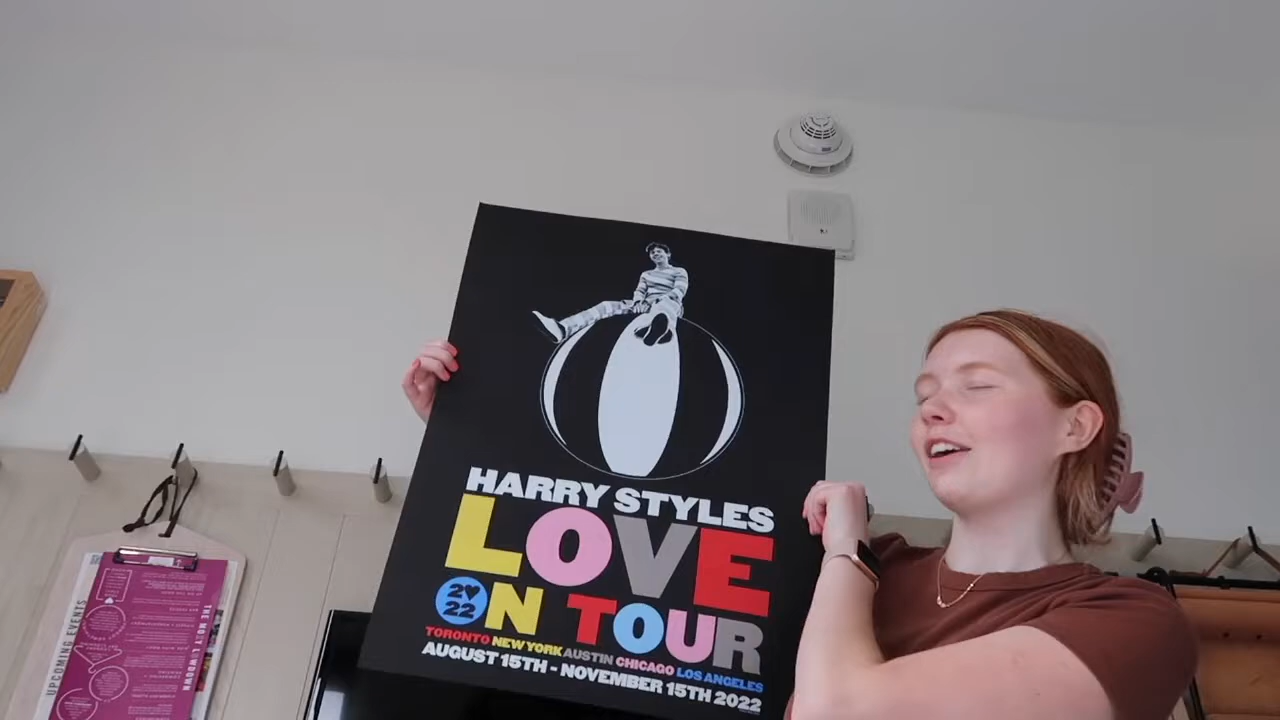 HARRY STYLES
LOVE
2♥22 ON TOUR
TORONTO NEW YORK AUSTIN CHICAGO LOS ANGELES
AUGUST 15TH - NOVEMBER 15TH 2022
UPCOMING EVENTS